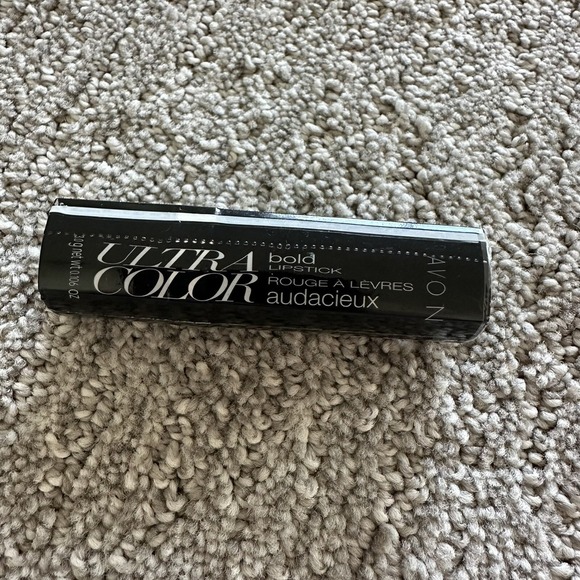 ULTRA
COLOR
bold
LIPSTICK
ROUGE À LÈVRES
audacieux
AVON